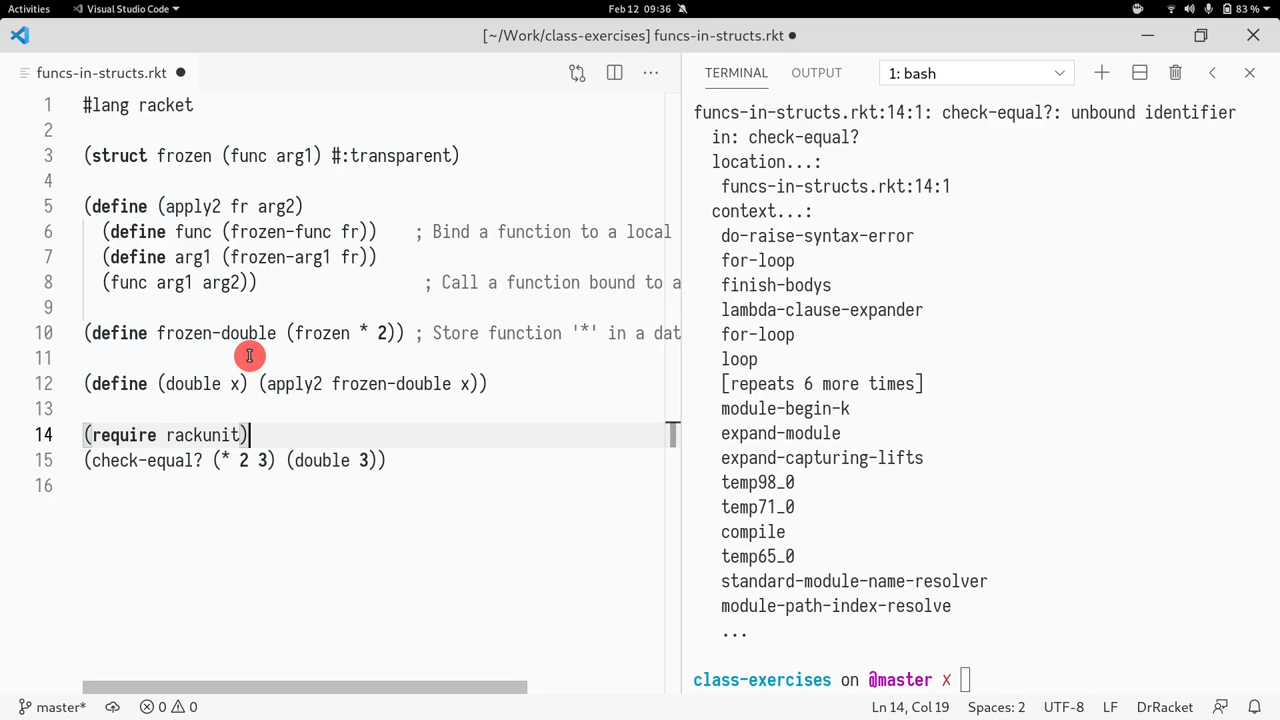 Activities Visual Studio Code Feb 12 09:36 83 %
[~/Work/class-exercises] funcs-in-structs.rkt ●
funcs-in-structs.rkt ●
TERMINAL OUTPUT 1: bash
1 #lang racket
2
3 (struct frozen (func arg1) #:transparent)
4
5 (define (apply2 fr arg2)
6 (define func (frozen-func fr)) ; Bind a function to a local
7 (define arg1 (frozen-arg1 fr))
8 (func arg1 arg2)) ; Call a function bound to a
9
10 (define frozen-double (frozen * 2)) ; Store function '*' in a dat
11
12 (define (double x) (apply2 frozen-double x))
13
14 (require rackunit)
15 (check-equal? (* 2 3) (double 3))
16
funcs-in-structs.rkt:14:1: check-equal?: unbound identifier
in: check-equal?
location...:
funcs-in-structs.rkt:14:1
context...:
do-raise-syntax-error
for-loop
finish-bodys
lambda-clause-expander
for-loop
loop
[repeats 6 more times]
module-begin-k
expand-module
expand-capturing-lifts
temp98_0
temp71_0
compile
temp65_0
standard-module-name-resolver
module-path-index-resolve
...
class-exercises on @master ✗
master* 0 0 Ln 14, Col 19 Spaces: 2 UTF-8 LF DrRacket